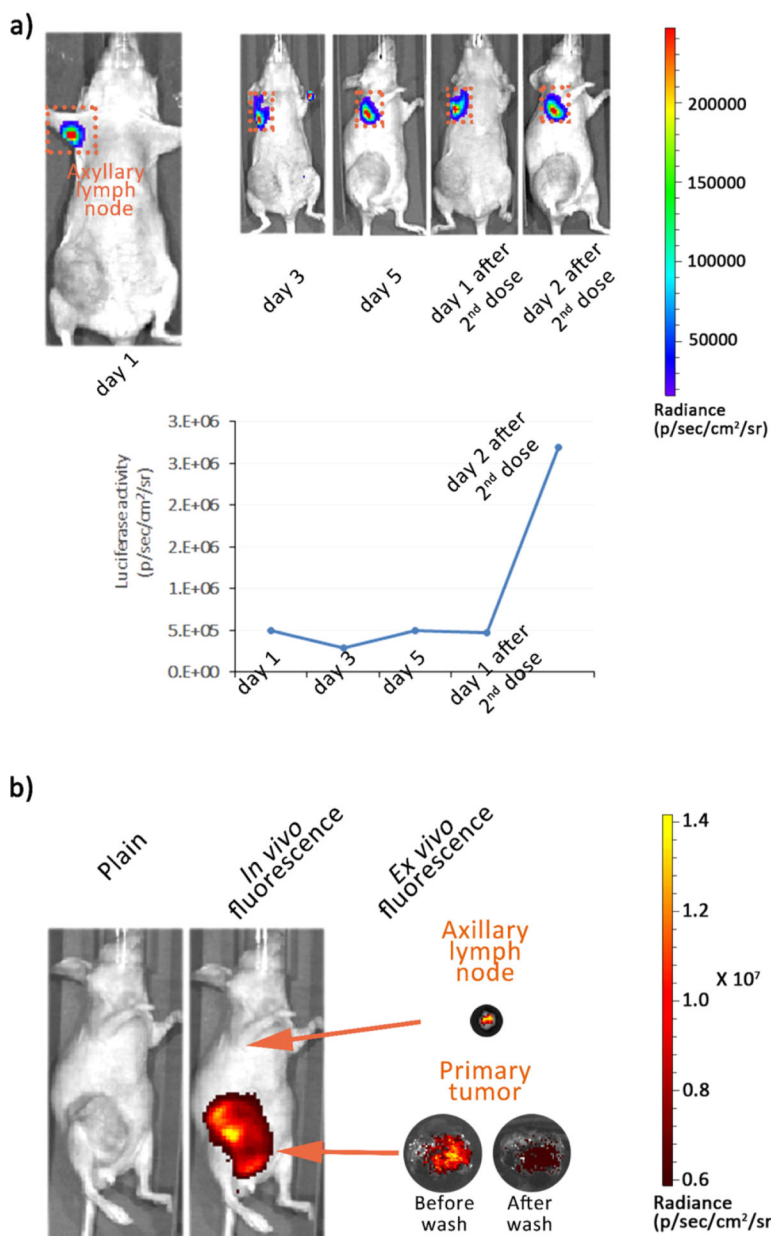 a)
Axyllary
lymph
node
day 1
day 3
day 5
day 1 after
2nd dose
day 2 after
2nd dose
200000
150000
100000
50000
Radiance
(p/sec/cm²/sr)
Luciferase activity
(p/sec/cm²/sr)
3.E+06
3.E+06
2.E+06
2.E+06
1.E+06
5.E+05
0.E+00
day 1
day 3
day 5
day 1 after
2nd dose
day 2 after
2nd dose
b)
Plain
In vivo
fluorescence
Ex vivo
fluorescence
Axillary
lymph
node
Primary
tumor
Before
wash
After
wash
1.4
1.2
1.0
X 10⁷
0.8
0.6
Radiance
(p/sec/cm²/sr